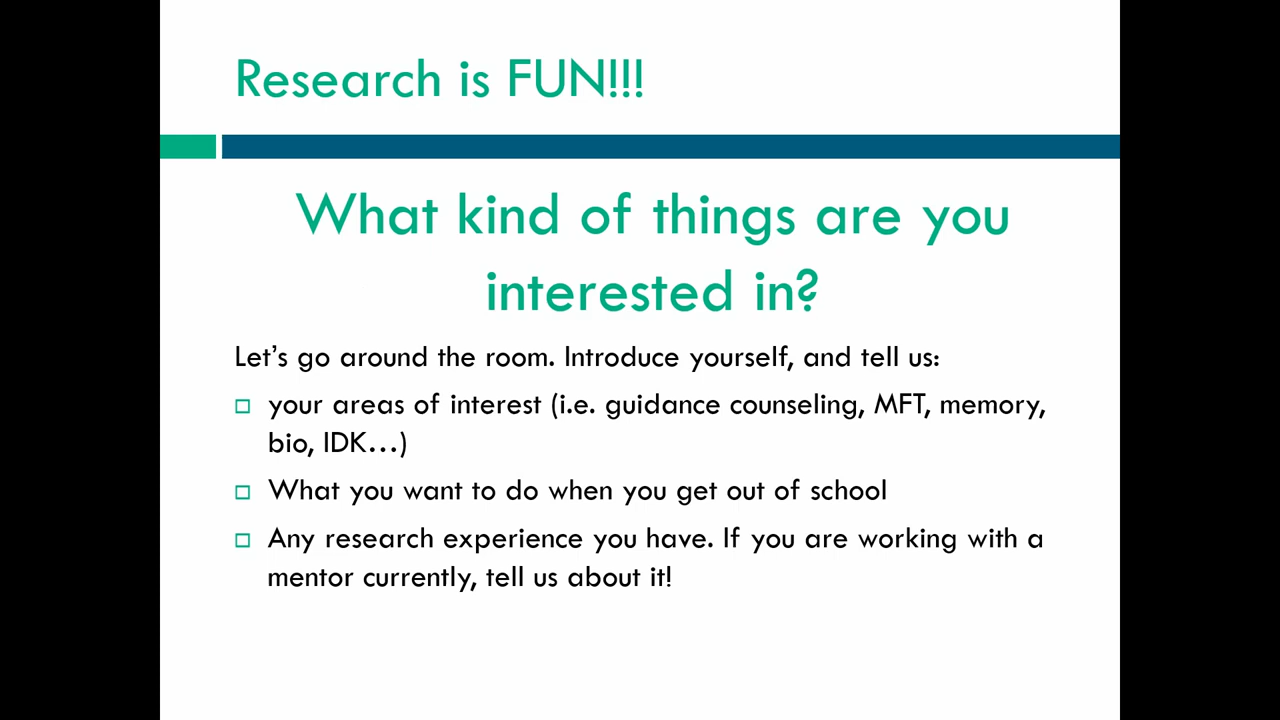 Research is FUN!!!
What kind of things are you
interested in?
Let’s go around the room. Introduce yourself, and tell us:
your areas of interest (i.e. guidance counseling, MFT, memory,
bio, IDK…)
What you want to do when you get out of school
Any research experience you have. If you are working with a
mentor currently, tell us about it!